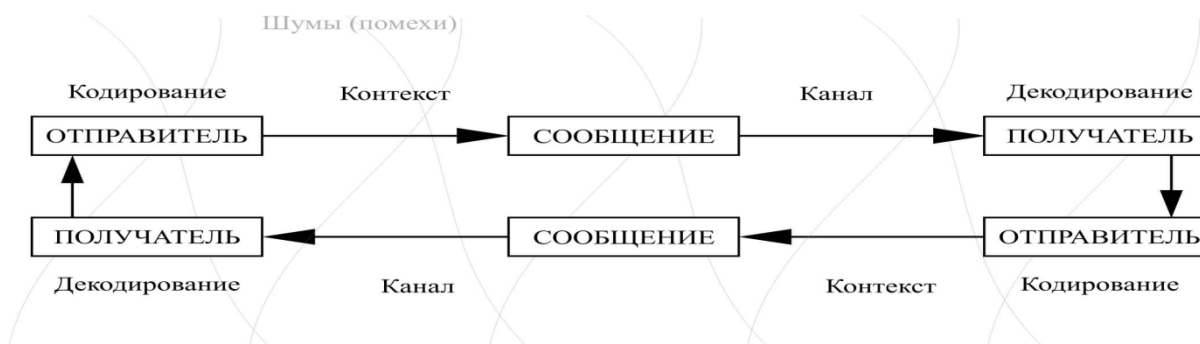 Шумы (помехи)
Кодирование Контекст Канал Декодирование
ОТПРАВИТЕЛЬ СООБЩЕНИЕ ПОЛУЧАТЕЛЬ
ПОЛУЧАТЕЛЬ СООБЩЕНИЕ ОТПРАВИТЕЛЬ
Декодирование Канал Контекст Кодирование